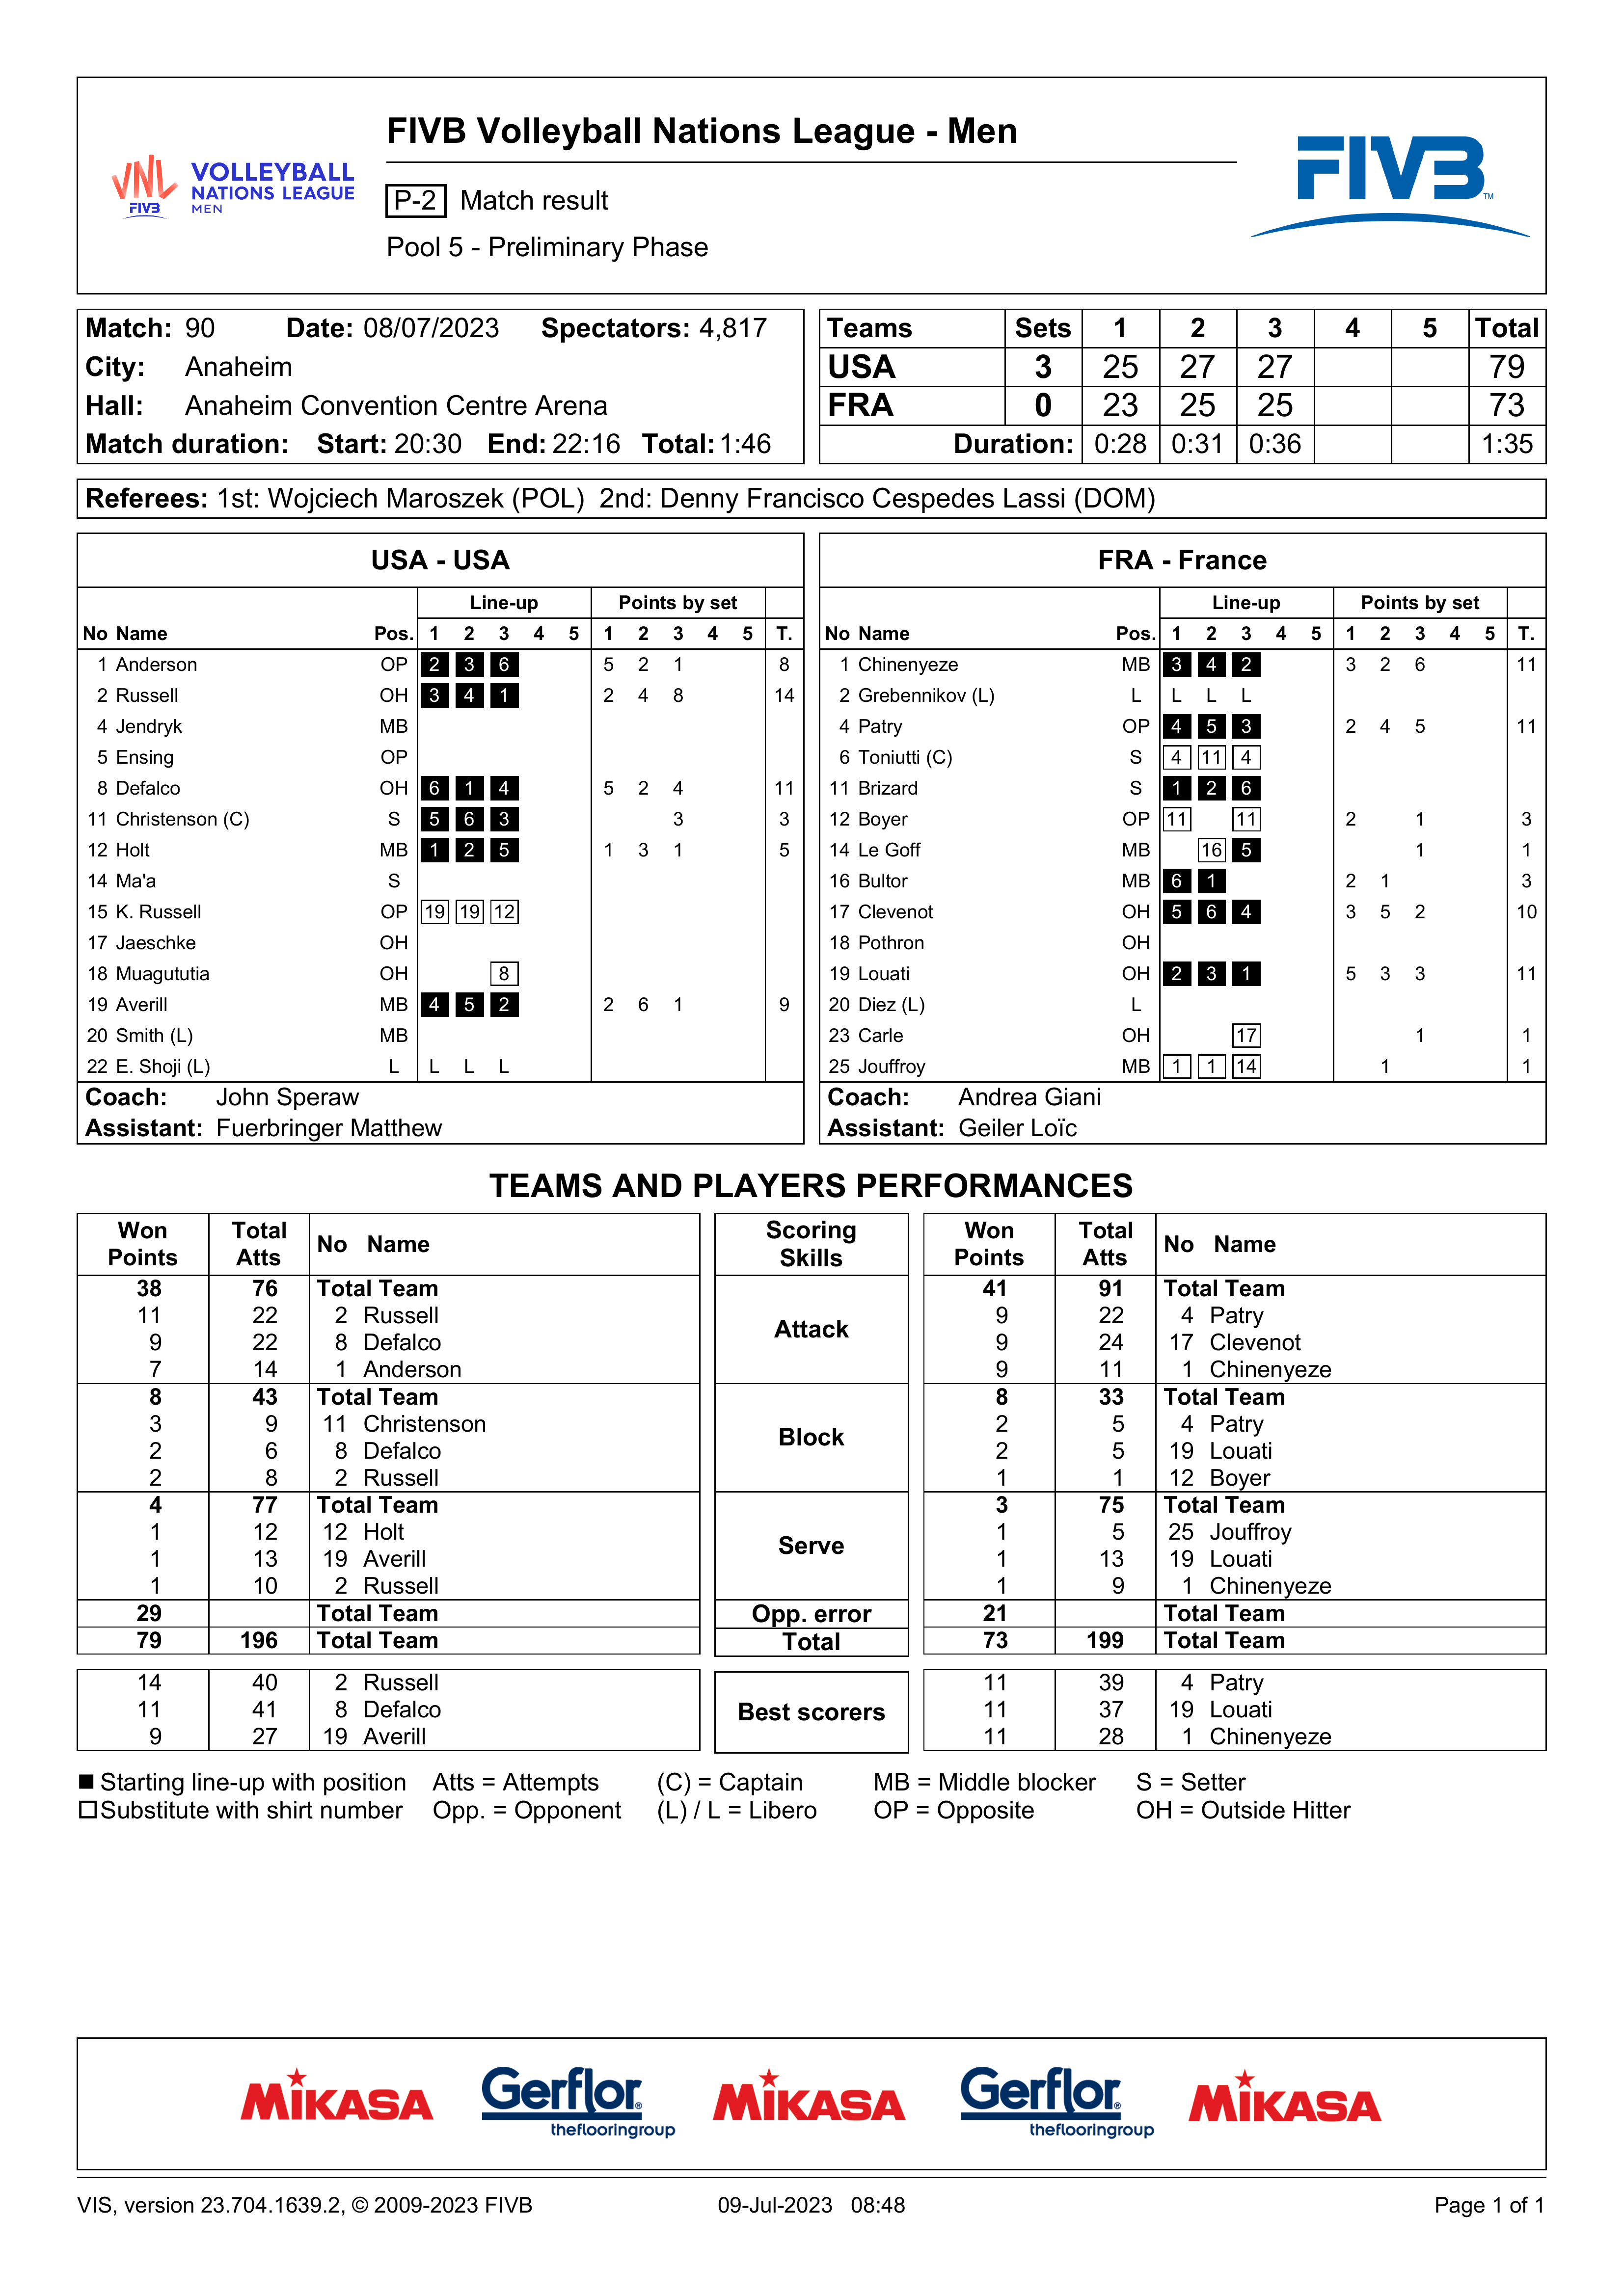 FIVB Volleyball Nations League - Men
VNL FIVB
VOLLEYBALL
NATIONS LEAGUE
MEN
P-2 Match result
Pool 5 - Preliminary Phase
FIVB TM
Match: 90 Date: 08/07/2023 Spectators: 4,817
City: Anaheim
Hall: Anaheim Convention Centre Arena
Match duration: Start: 20:30 End: 22:16 Total: 1:46
Teams Sets 1 2 3 4 5 Total
USA 3 25 27 27 79
FRA 0 23 25 25 73
Duration: 0:28 0:31 0:36 1:35
Referees: 1st: Wojciech Maroszek (POL) 2nd: Denny Francisco Cespedes Lassi (DOM)
USA - USA
Line-up Points by set
No Name Pos. 1 2 3 4 5 1 2 3 4 5 T.
1 Anderson OP 2 3 6 5 2 1 8
2 Russell OH 3 4 1 2 4 8 14
4 Jendryk MB
5 Ensing OP
8 Defalco OH 6 1 4 5 2 4 11
11 Christenson (C) S 5 6 3 3 3
12 Holt MB 1 2 5 1 3 1 5
14 Ma'a S
15 K. Russell OP 19 19 12
17 Jaeschke OH
18 Muagututia OH 8
19 Averill MB 4 5 2 2 6 1 9
20 Smith (L) MB
22 E. Shoji (L) L L L L
Coach: John Speraw
Assistant: Fuerbringer Matthew
FRA - France
Line-up Points by set
No Name Pos. 1 2 3 4 5 1 2 3 4 5 T.
1 Chinenyeze MB 3 4 2 3 2 6 11
2 Grebennikov (L) L L L L
4 Patry OP 4 5 3 2 4 5 11
6 Toniutti (C) S 4 11 4
11 Brizard S 1 2 6
12 Boyer OP 11 11 2 1 3
14 Le Goff MB 16 5 1 1
16 Bultor MB 6 1 2 1 3
17 Clevenot OH 5 6 4 3 5 2 10
18 Pothron OH
19 Louati OH 2 3 1 5 3 3 11
20 Diez (L) L
23 Carle OH 17 1 1
25 Jouffroy MB 1 1 14 1 1
Coach: Andrea Giani
Assistant: Geiler Loïc
TEAMS AND PLAYERS PERFORMANCES
Won Points Total Atts No Name Scoring Skills Won Points Total Atts No Name
38 76 Total Team Attack 41 91 Total Team
11 22 2 Russell 9 22 4 Patry
9 22 8 Defalco 9 24 17 Clevenot
7 14 1 Anderson 9 11 1 Chinenyeze
8 43 Total Team Block 8 33 Total Team
3 9 11 Christenson 2 5 4 Patry
2 6 8 Defalco 2 5 19 Louati
2 8 2 Russell 1 1 12 Boyer
4 77 Total Team Serve 3 75 Total Team
1 12 12 Holt 1 5 25 Jouffroy
1 13 19 Averill 1 13 19 Louati
1 10 2 Russell 1 9 1 Chinenyeze
29 Total Team Opp. error 21 Total Team
79 196 Total Team Total 73 199 Total Team
14 40 2 Russell Best scorers 11 39 4 Patry
11 41 8 Defalco 11 37 19 Louati
9 27 19 Averill 11 28 1 Chinenyeze
Starting line-up with position Atts = Attempts (C) = Captain MB = Middle blocker S = Setter
Substitute with shirt number Opp. = Opponent (L) / L = Libero OP = Opposite OH = Outside Hitter
MIKASA Gerflor® theflooringgroup MIKASA Gerflor® theflooringgroup MIKASA
VIS, version 23.704.1639.2, © 2009-2023 FIVB 09-Jul-2023 08:48 Page 1 of 1